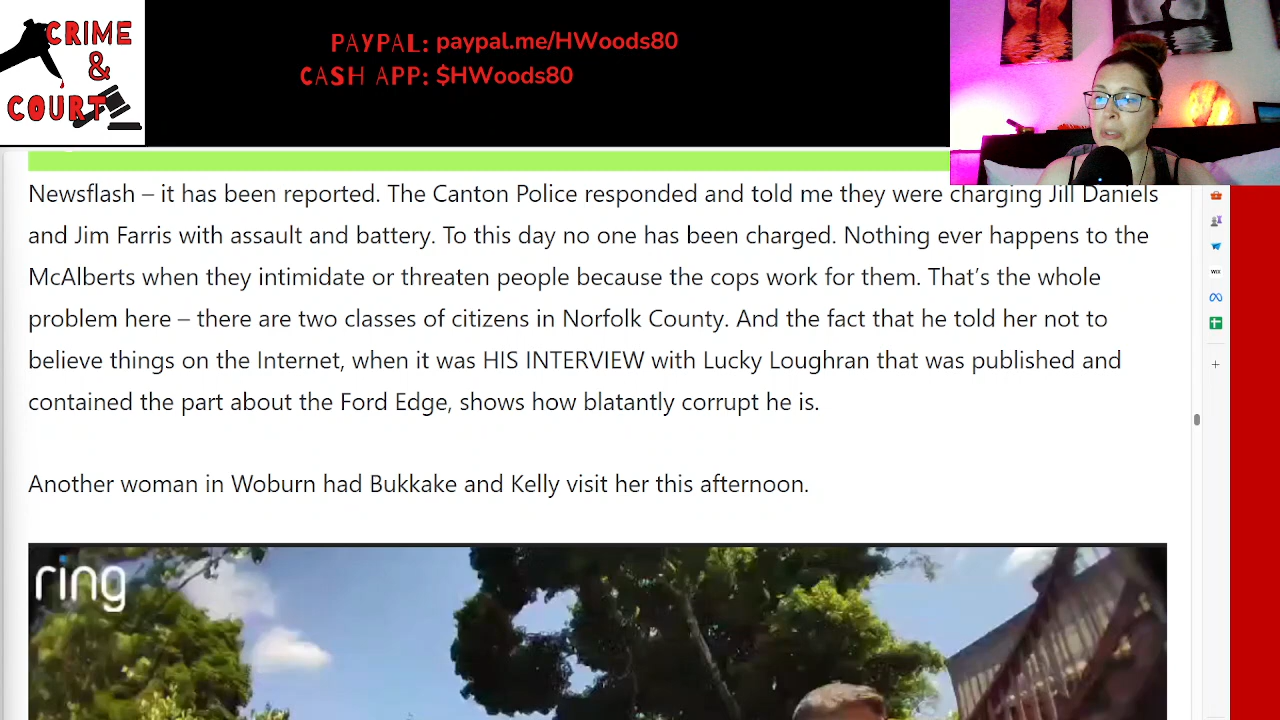 CRIME
&
COURT
PAYPAL: paypal.me/HWoods80
CASH APP: $HWoods80
Newsflash – it has been reported. The Canton Police responded and told me they were charging Jill Daniels
and Jim Farris with assault and battery. To this day no one has been charged. Nothing ever happens to the
McAlberts when they intimidate or threaten people because the cops work for them. That’s the whole
problem here – there are two classes of citizens in Norfolk County. And the fact that he told her not to
believe things on the Internet, when it was HIS INTERVIEW with Lucky Loughran that was published and
contained the part about the Ford Edge, shows how blatantly corrupt he is.
Another woman in Woburn had Bukkake and Kelly visit her this afternoon.
ring
WIX